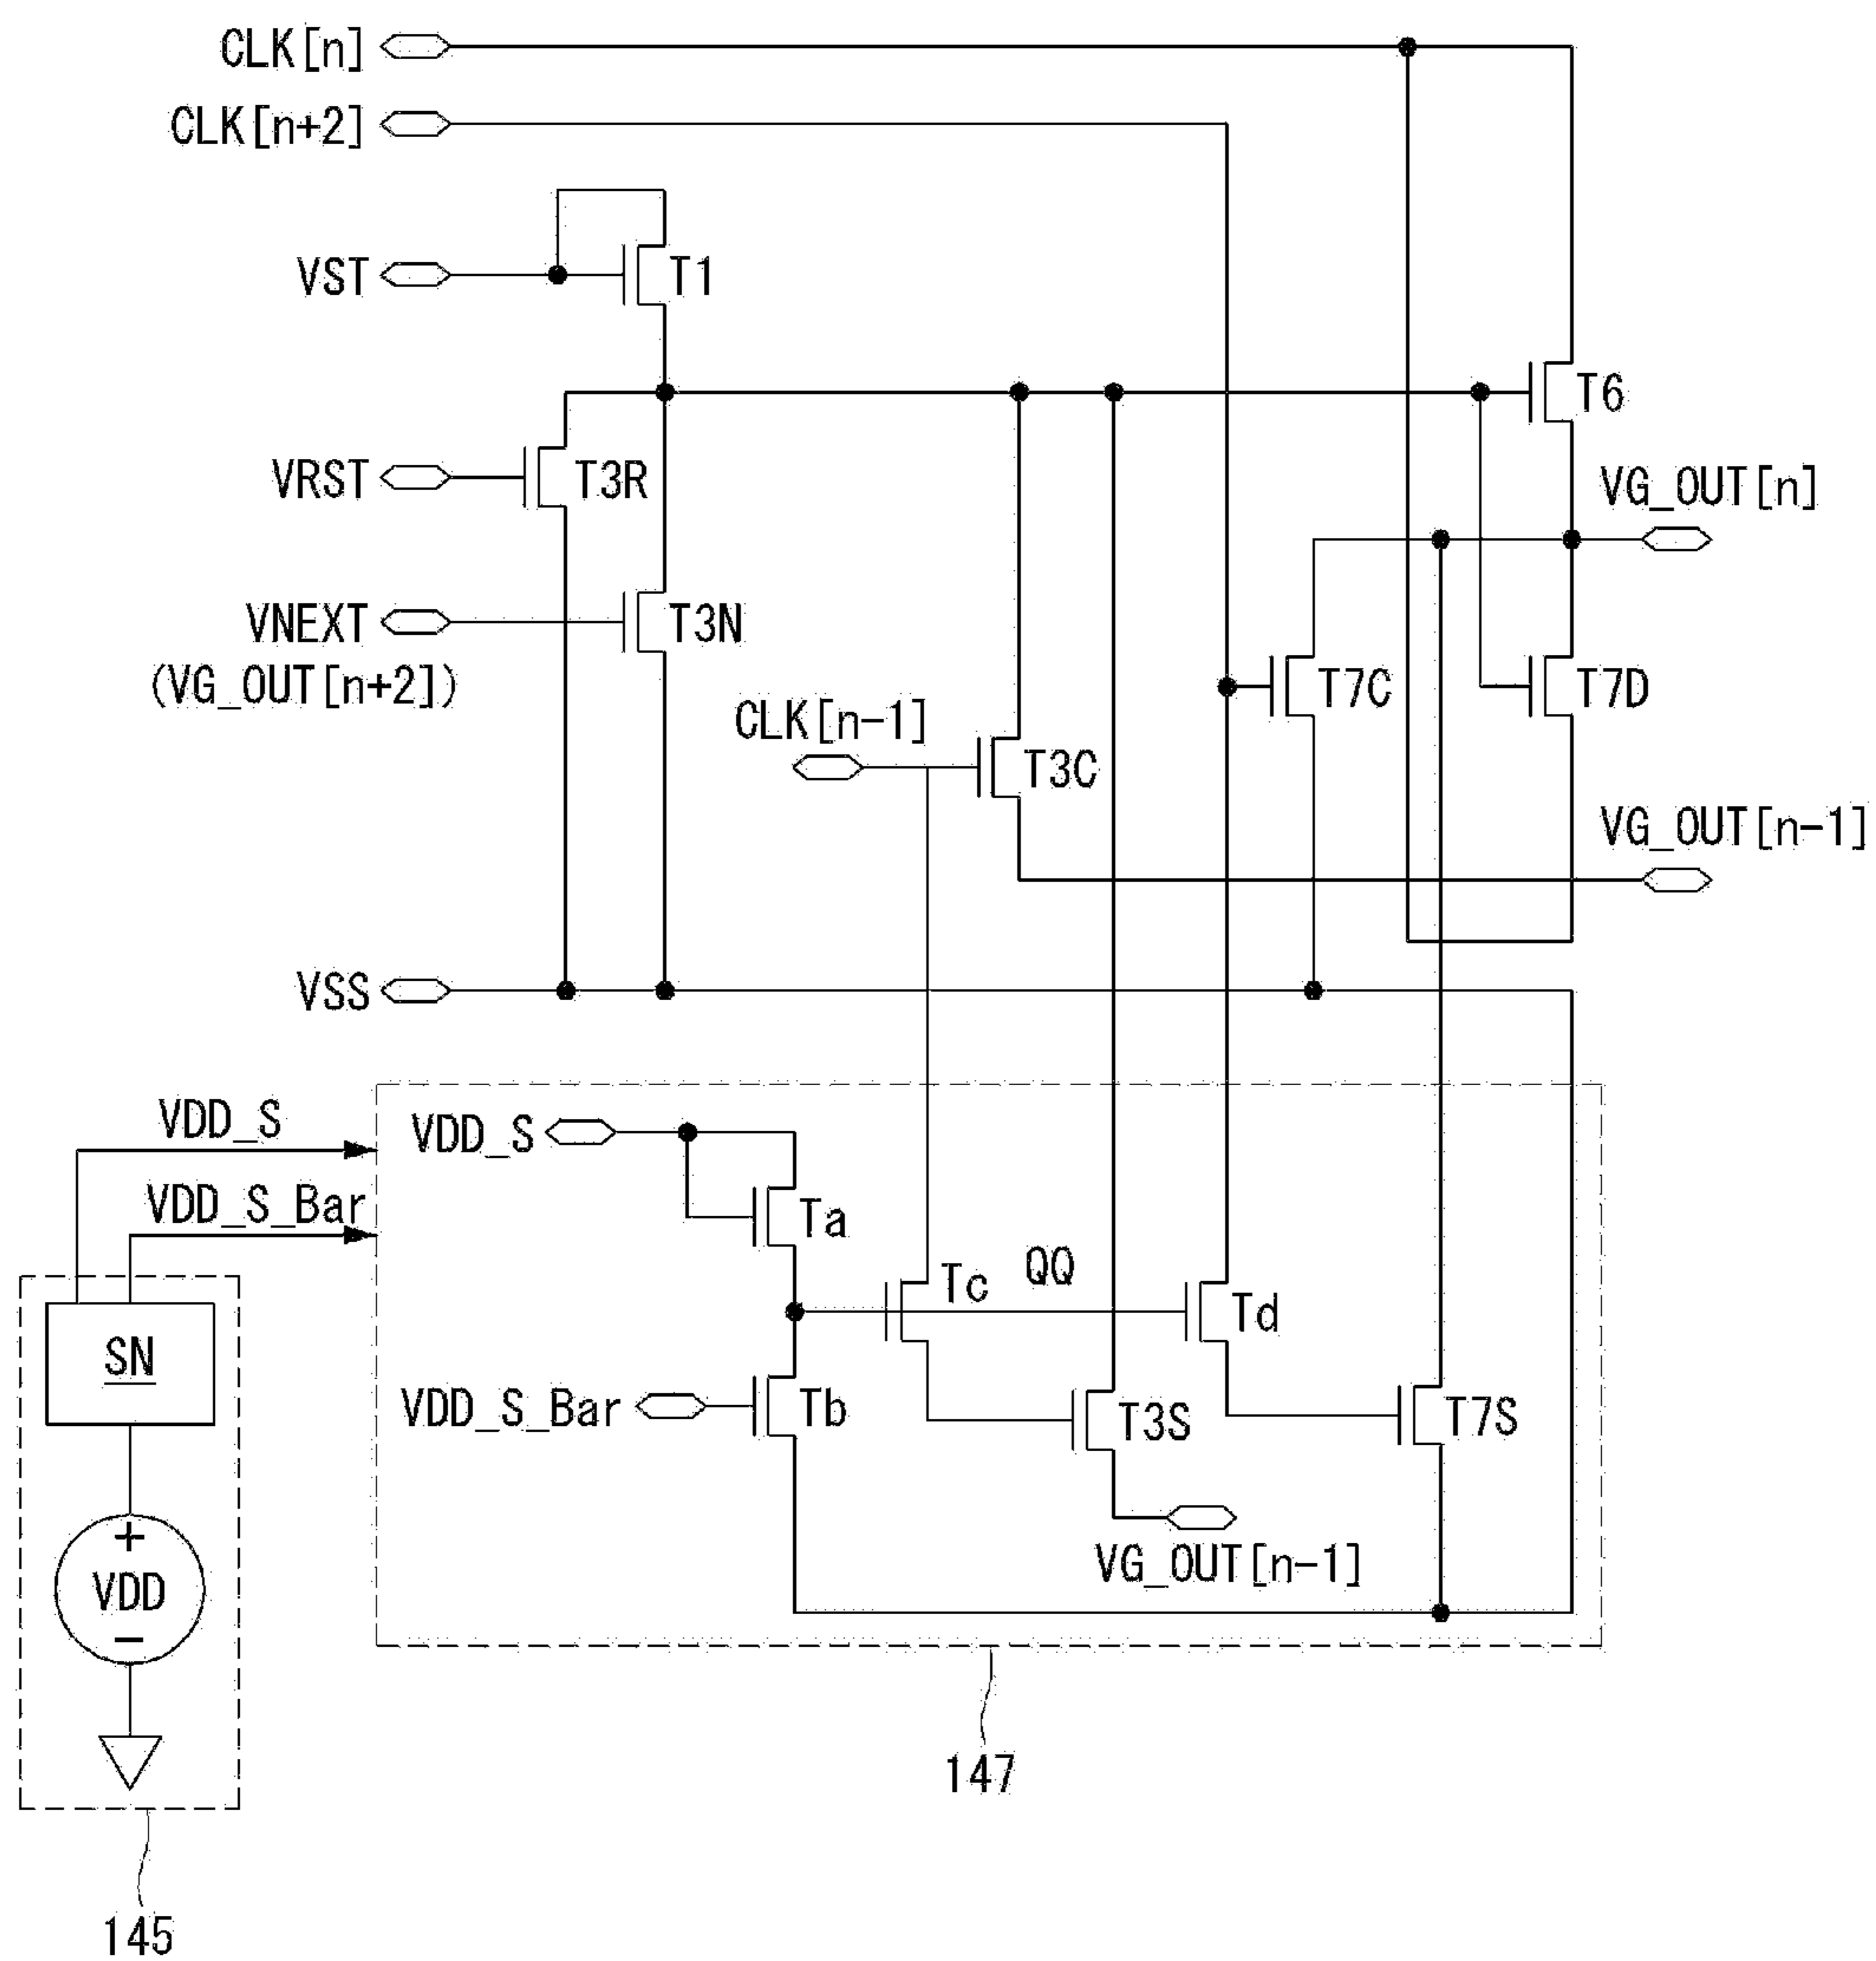 CLK[n]
CLK[n+2]
VST
T1
T6
VRST
T3R
VG_OUT[n]
VNEXT
(VG_OUT[n+2])
T3N
T7C
T7D
CLK[n-1]
T3C
VG_OUT[n-1]
VSS
VDD_S
VDD_S
VDD_S_Bar
Ta
Tc
QQ
Td
SN
VDD_S_Bar
Tb
T3S
T7S
VG_OUT[n-1]
+
VDD
−
147
145